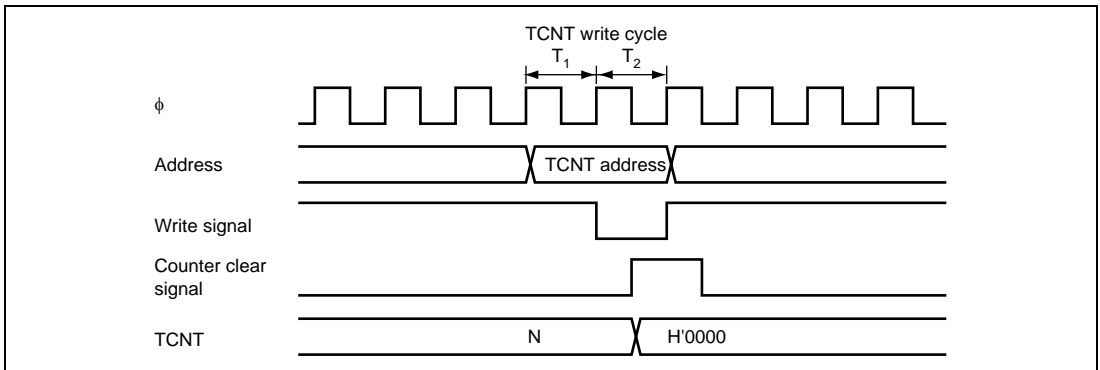 TCNT write cycle
T1 T2
ϕ
Address
TCNT address
Write signal
Counter clear
signal
TCNT
N
H'0000